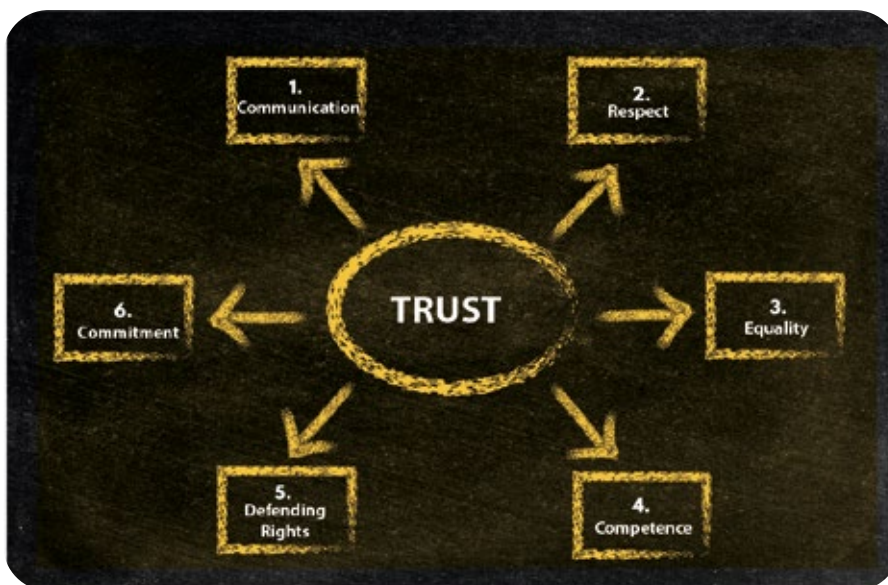 1.
Communication
2.
Respect
TRUST
3.
Equality
4.
Competence
5.
Defending
Rights
6.
Commitment